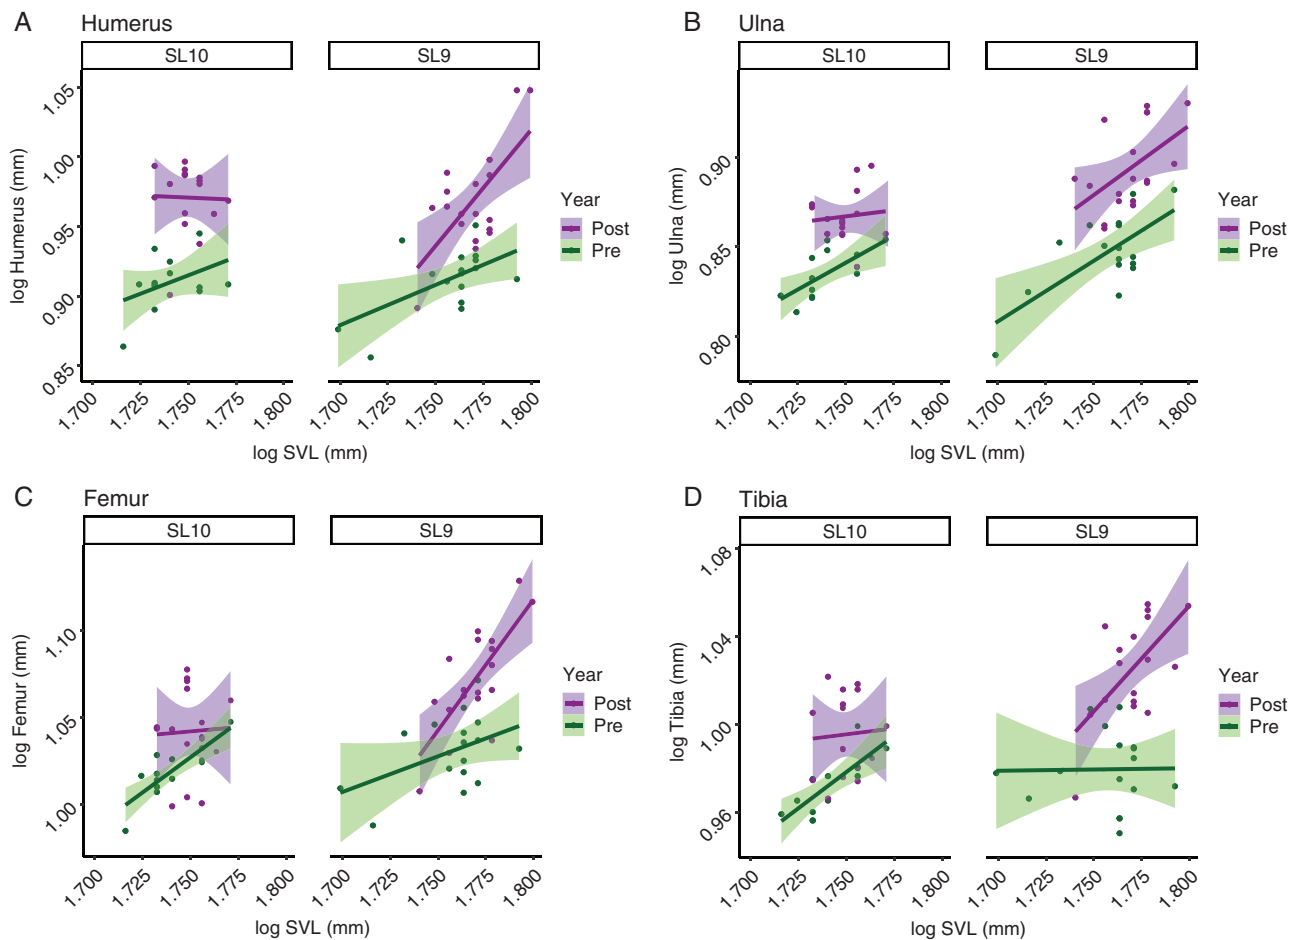 A Humerus
SL10 SL9
log Humerus (mm)
1.05
1.00
0.95
0.90
0.85
1.700 1.725 1.750 1.775 1.800 1.700 1.725 1.750 1.775 1.800
log SVL (mm)
Year
Post
Pre
B Ulna
SL10 SL9
log Ulna (mm)
0.90
0.85
0.80
1.700 1.725 1.750 1.775 1.800 1.700 1.725 1.750 1.775 1.800
log SVL (mm)
Year
Post
Pre
C Femur
SL10 SL9
log Femur (mm)
1.10
1.05
1.00
1.700 1.725 1.750 1.775 1.800 1.700 1.725 1.750 1.775 1.800
log SVL (mm)
Year
Post
Pre
D Tibia
SL10 SL9
log Tibia (mm)
1.08
1.04
1.00
0.96
1.700 1.725 1.750 1.775 1.800 1.700 1.725 1.750 1.775 1.800
log SVL (mm)
Year
Post
Pre